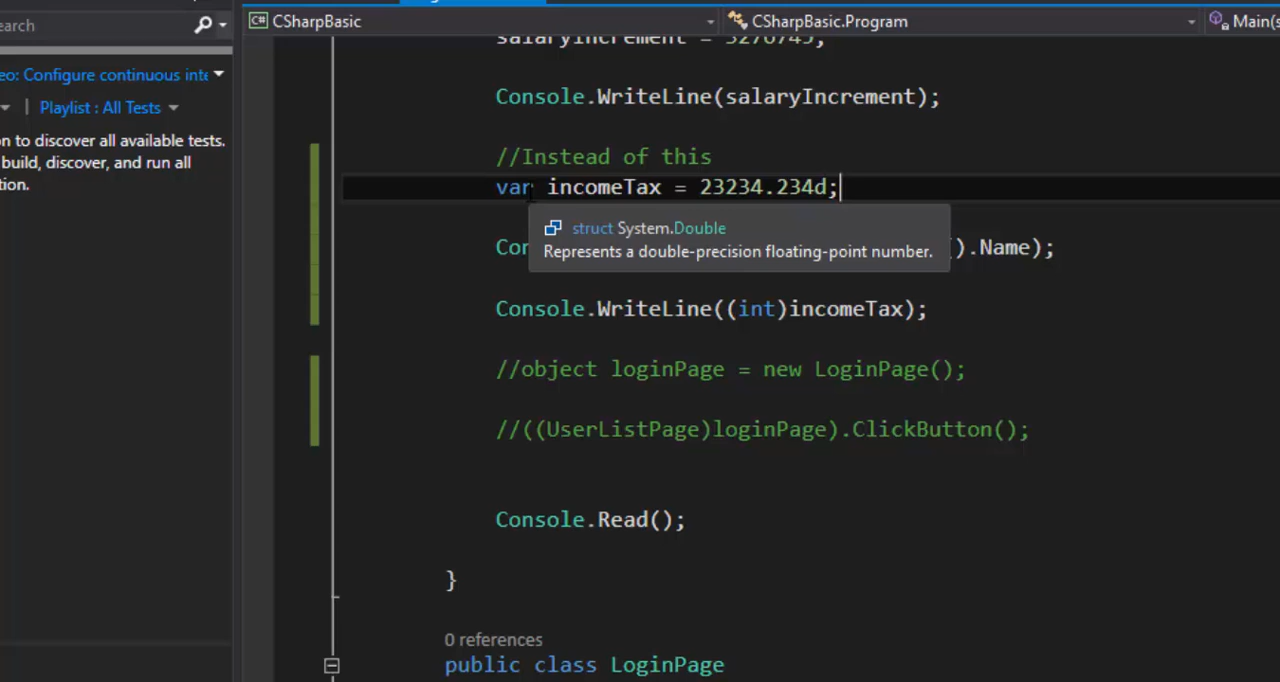 earch
CSharpBasic
CSharpBasic.Program
Main(s
eo: Configure continuous inte
Playlist : All Tests
on to discover all available tests.
build, discover, and run all
tion.
salaryIncrement = 3276745;
Console.WriteLine(salaryIncrement);
//Instead of this
var incomeTax = 23234.234d;
struct System.Double
Represents a double-precision floating-point number.
Con
().Name);
Console.WriteLine((int)incomeTax);
//object loginPage = new LoginPage();
//((UserListPage)loginPage).ClickButton();
Console.Read();
}
0 references
public class LoginPage